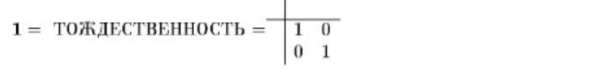 1 = ТОЖДЕСТВЕННОСТЬ = 1 0
0 1